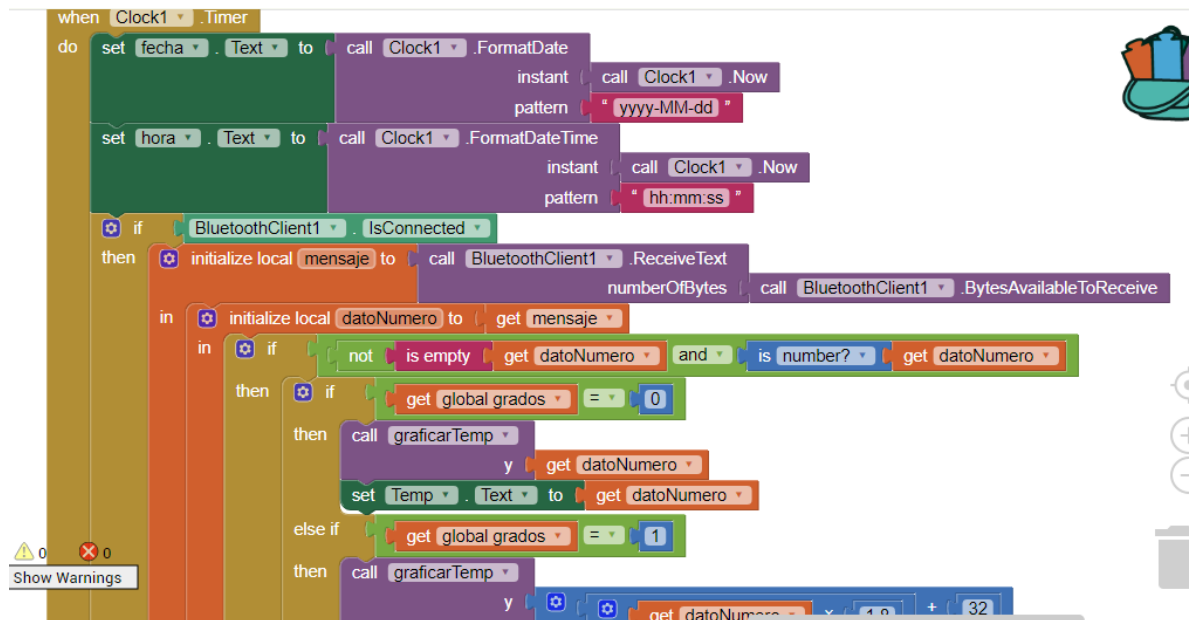 when Clock1 .Timer
do set fecha . Text to call Clock1 .FormatDate
instant call Clock1 .Now
pattern " yyyy-MM-dd "
set hora . Text to call Clock1 .FormatDateTime
instant call Clock1 .Now
pattern " hh:mm:ss "
if BluetoothClient1 . IsConnected
then initialize local mensaje to call BluetoothClient1 .ReceiveText
numberOfBytes call BluetoothClient1 .BytesAvailableToReceive
in initialize local datoNumero to get mensaje
in if not is empty get datoNumero and is number? get datoNumero
then if get global grados = 0
then call graficarTemp
y get datoNumero
set Temp . Text to get datoNumero
else if get global grados = 1
then call graficarTemp
y get datoNumero × 1.8 + 32
0 0
Show Warnings